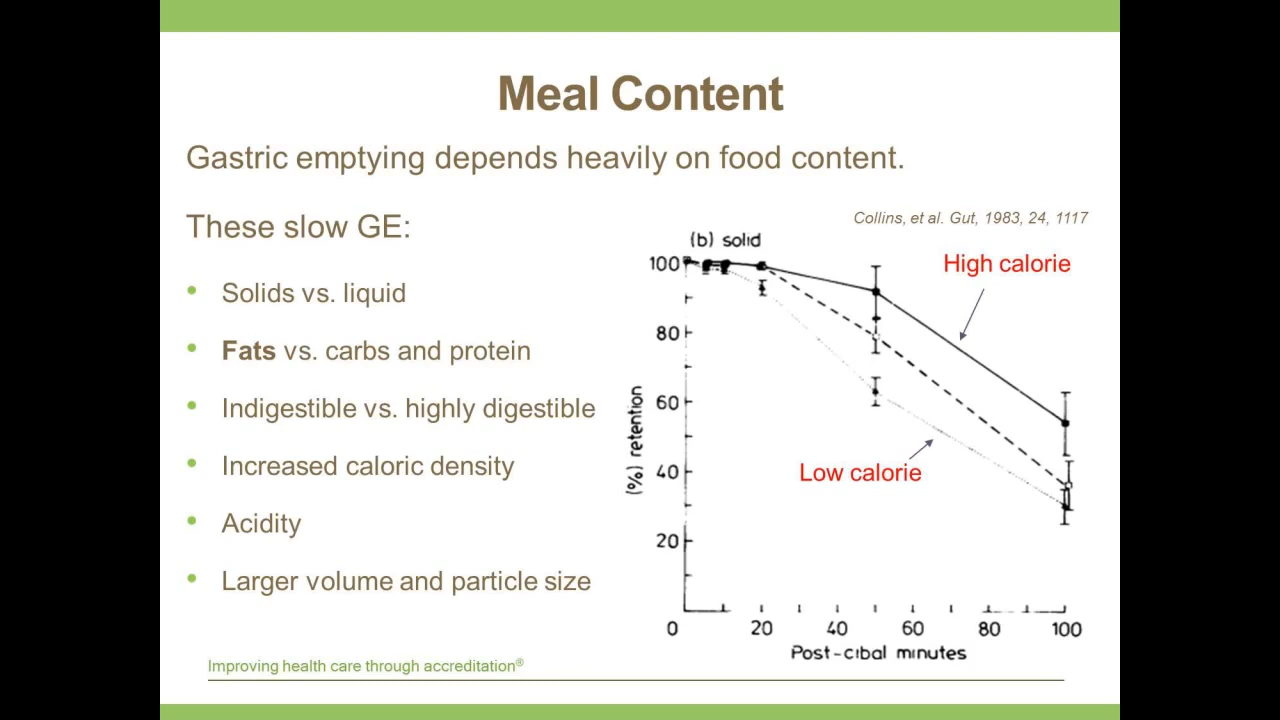 Meal Content
Gastric emptying depends heavily on food content.
These slow GE:
• Solids vs. liquid
• Fats vs. carbs and protein
• Indigestible vs. highly digestible
• Increased caloric density
• Acidity
• Larger volume and particle size
Collins, et al. Gut, 1983, 24, 1117
(b) solid
High calorie
Low calorie
(%) retention
100
80
60
40
20
0 20 40 60 80 100
Post-cibal minutes
Improving health care through accreditation®